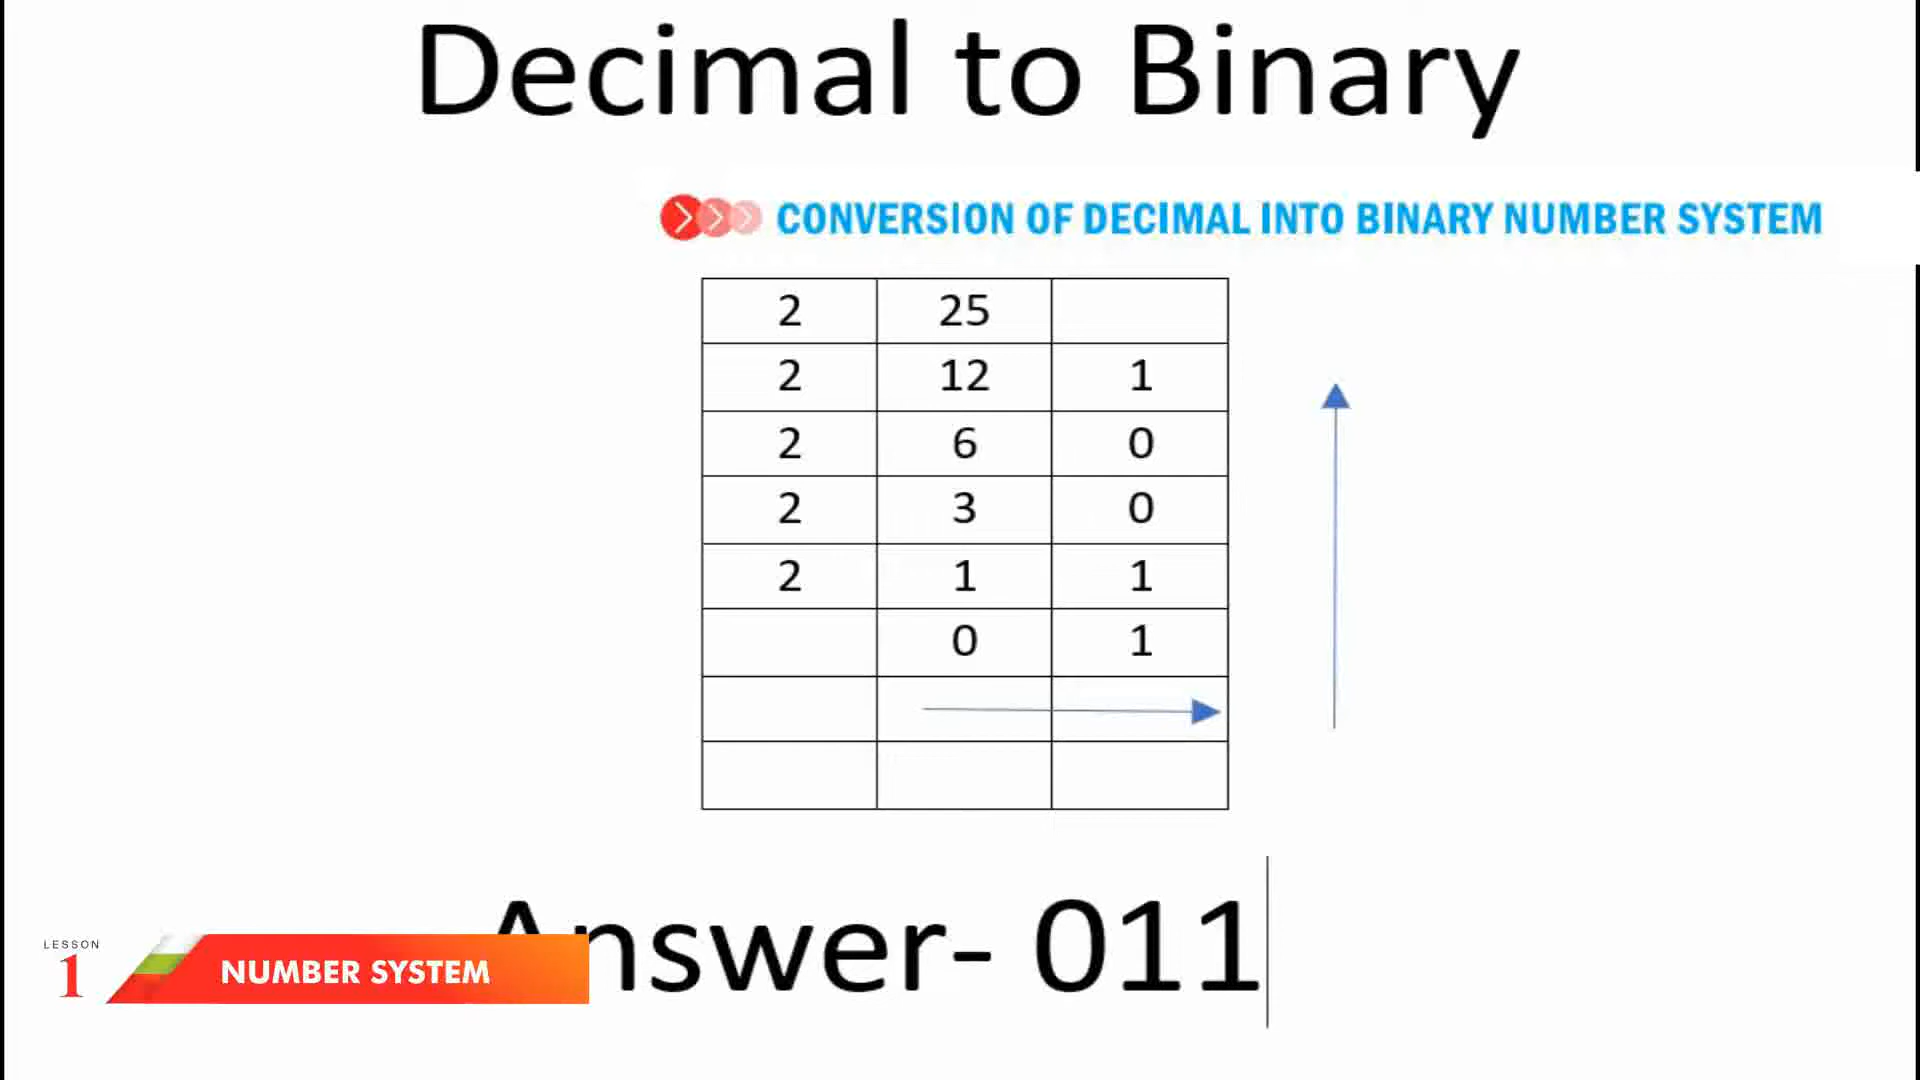 Decimal to Binary
CONVERSION OF DECIMAL INTO BINARY NUMBER SYSTEM
2 25
2 12 1
2 6 0
2 3 0
2 1 1
0 1
Answer- 011
LESSON
1
NUMBER SYSTEM